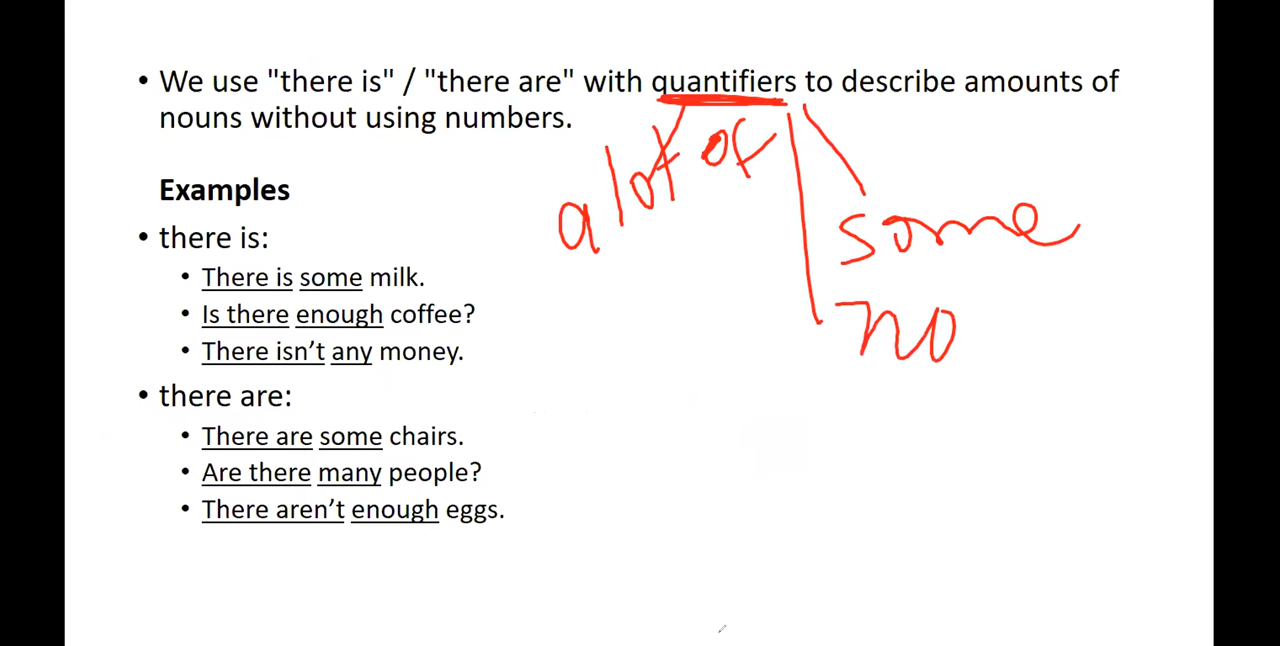 • We use "there is" / "there are" with quantifiers to describe amounts of
nouns without using numbers.
a lot of
some
no
Examples
• there is:
• There is some milk.
• Is there enough coffee?
• There isn’t any money.
• there are:
• There are some chairs.
• Are there many people?
• There aren’t enough eggs.